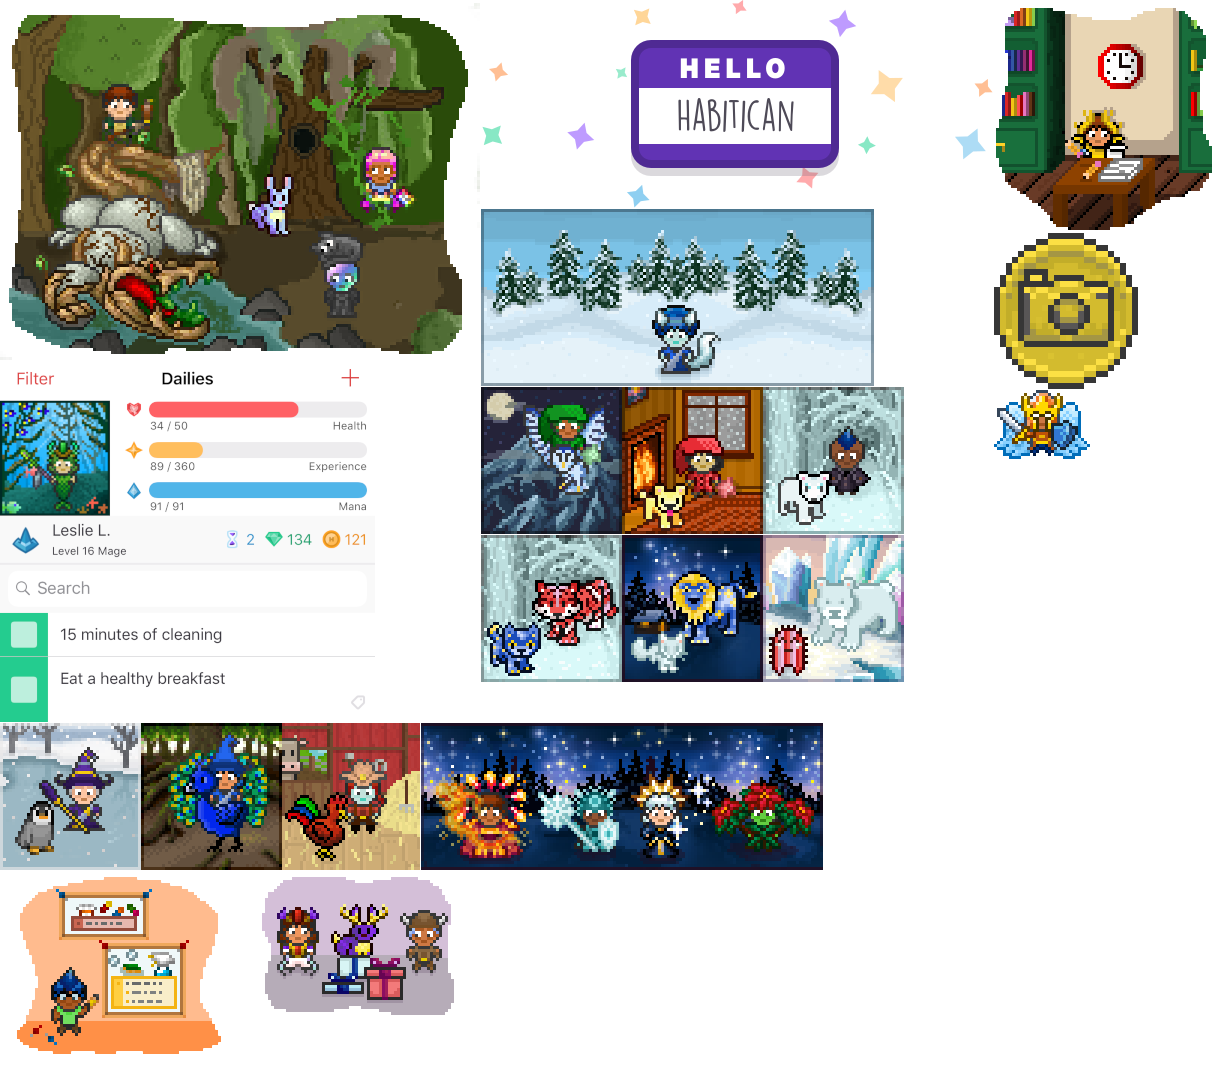 HELLO
HABITICAN
Filter
Dailies
34 / 50
Health
89 / 360
Experience
91 / 91
Mana
Leslie L.
Level 16 Mage
2
134
121
Search
15 minutes of cleaning
Eat a healthy breakfast